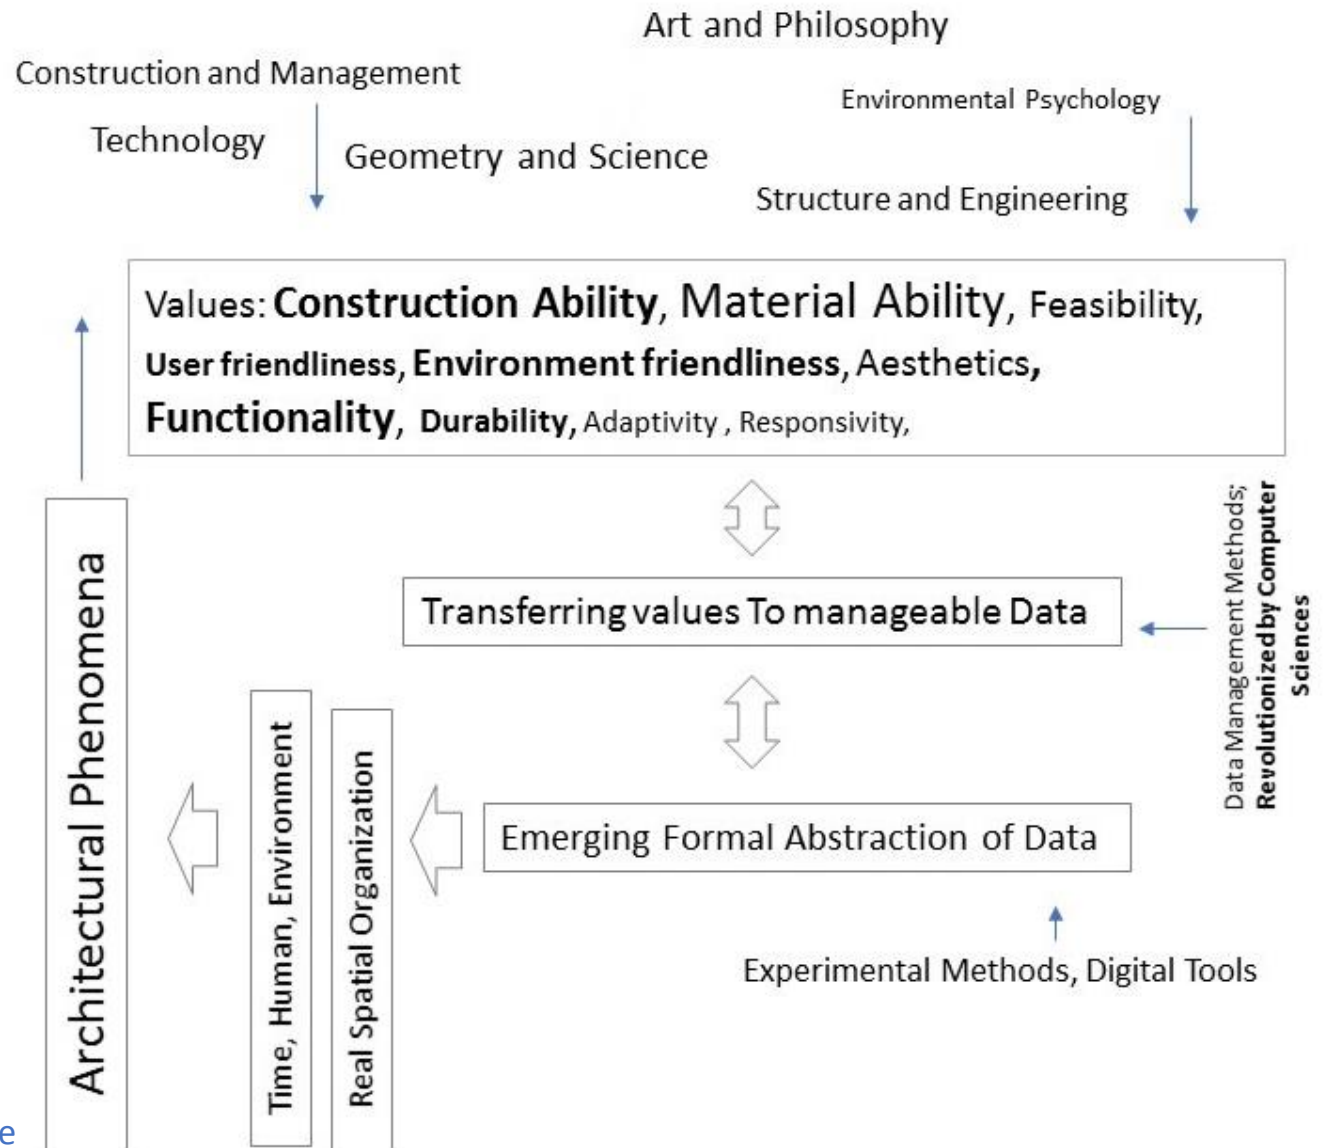 Art and Philosophy
Construction and Management
Environmental Psychology
Technology
Geometry and Science
Structure and Engineering
Values: Construction Ability, Material Ability, Feasibility,
User friendliness, Environment friendliness, Aesthetics,
Functionality, Durability, Adaptivity , Responsivity,
Data Management Methods;
Revolutionized by Computer
Sciences
Transferring values To manageable Data
Architectural Phenomena
Time, Human, Environment
Real Spatial Organization
Emerging Formal Abstraction of Data
Experimental Methods, Digital Tools
e